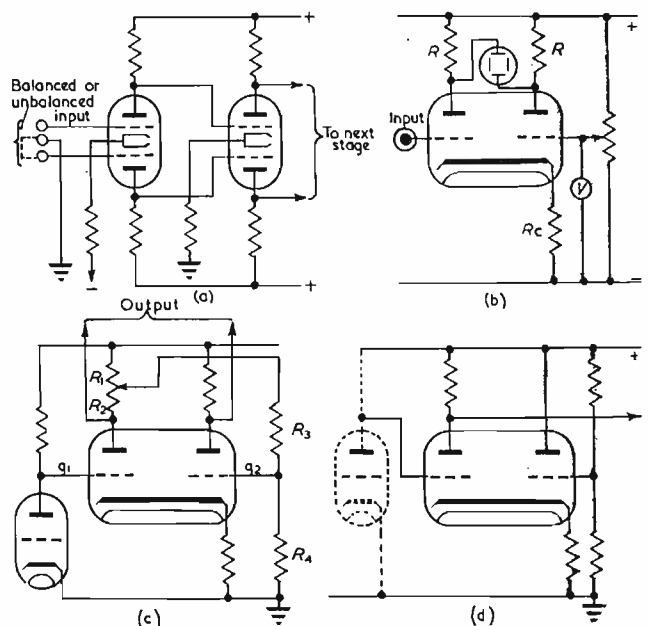 Balanced or
unbalanced
input
+
To next
stage
+
−
(a)
R
R
+
Input
V
Rc
−
(b)
Output
R1
R2
R3
g1
g2
R4
(c)
+
(d)